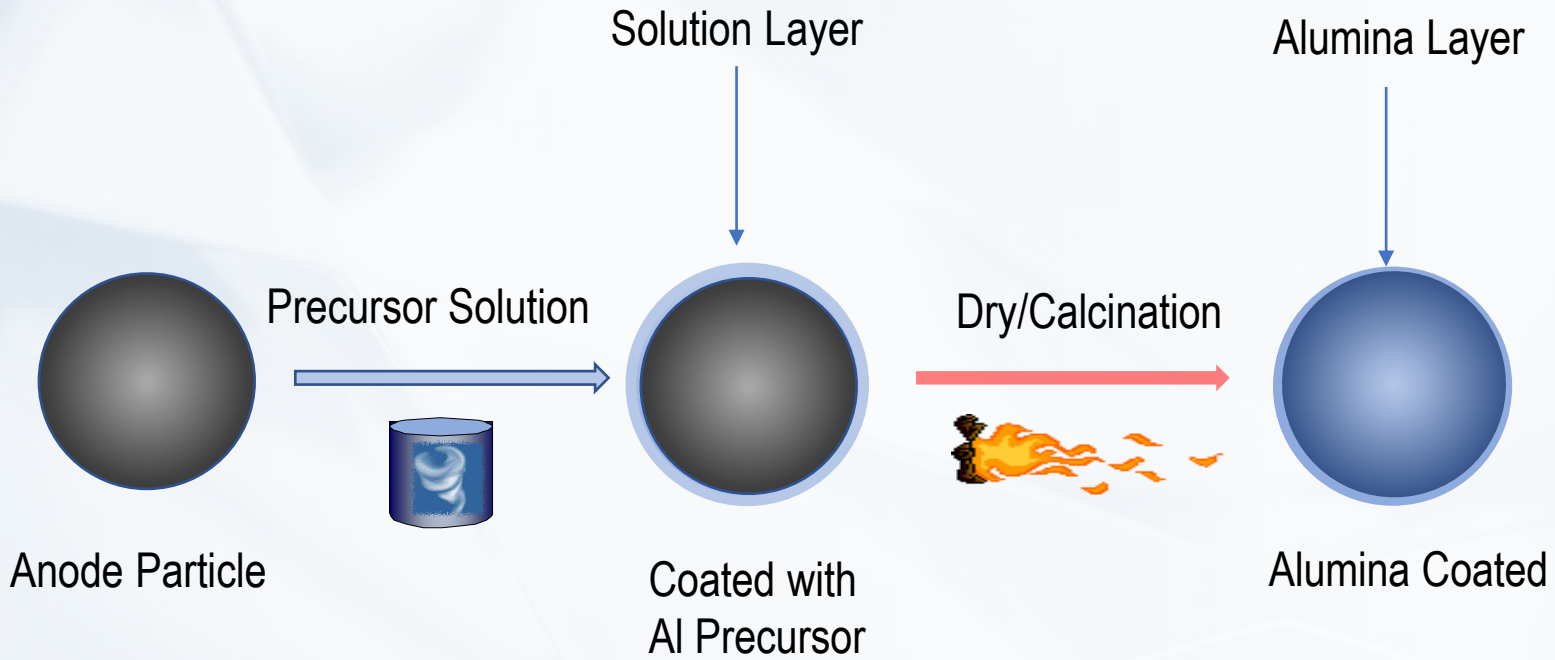 Solution Layer
Alumina Layer
Precursor Solution
Dry/Calcination
Anode Particle
Coated with
Al Precursor
Alumina Coated